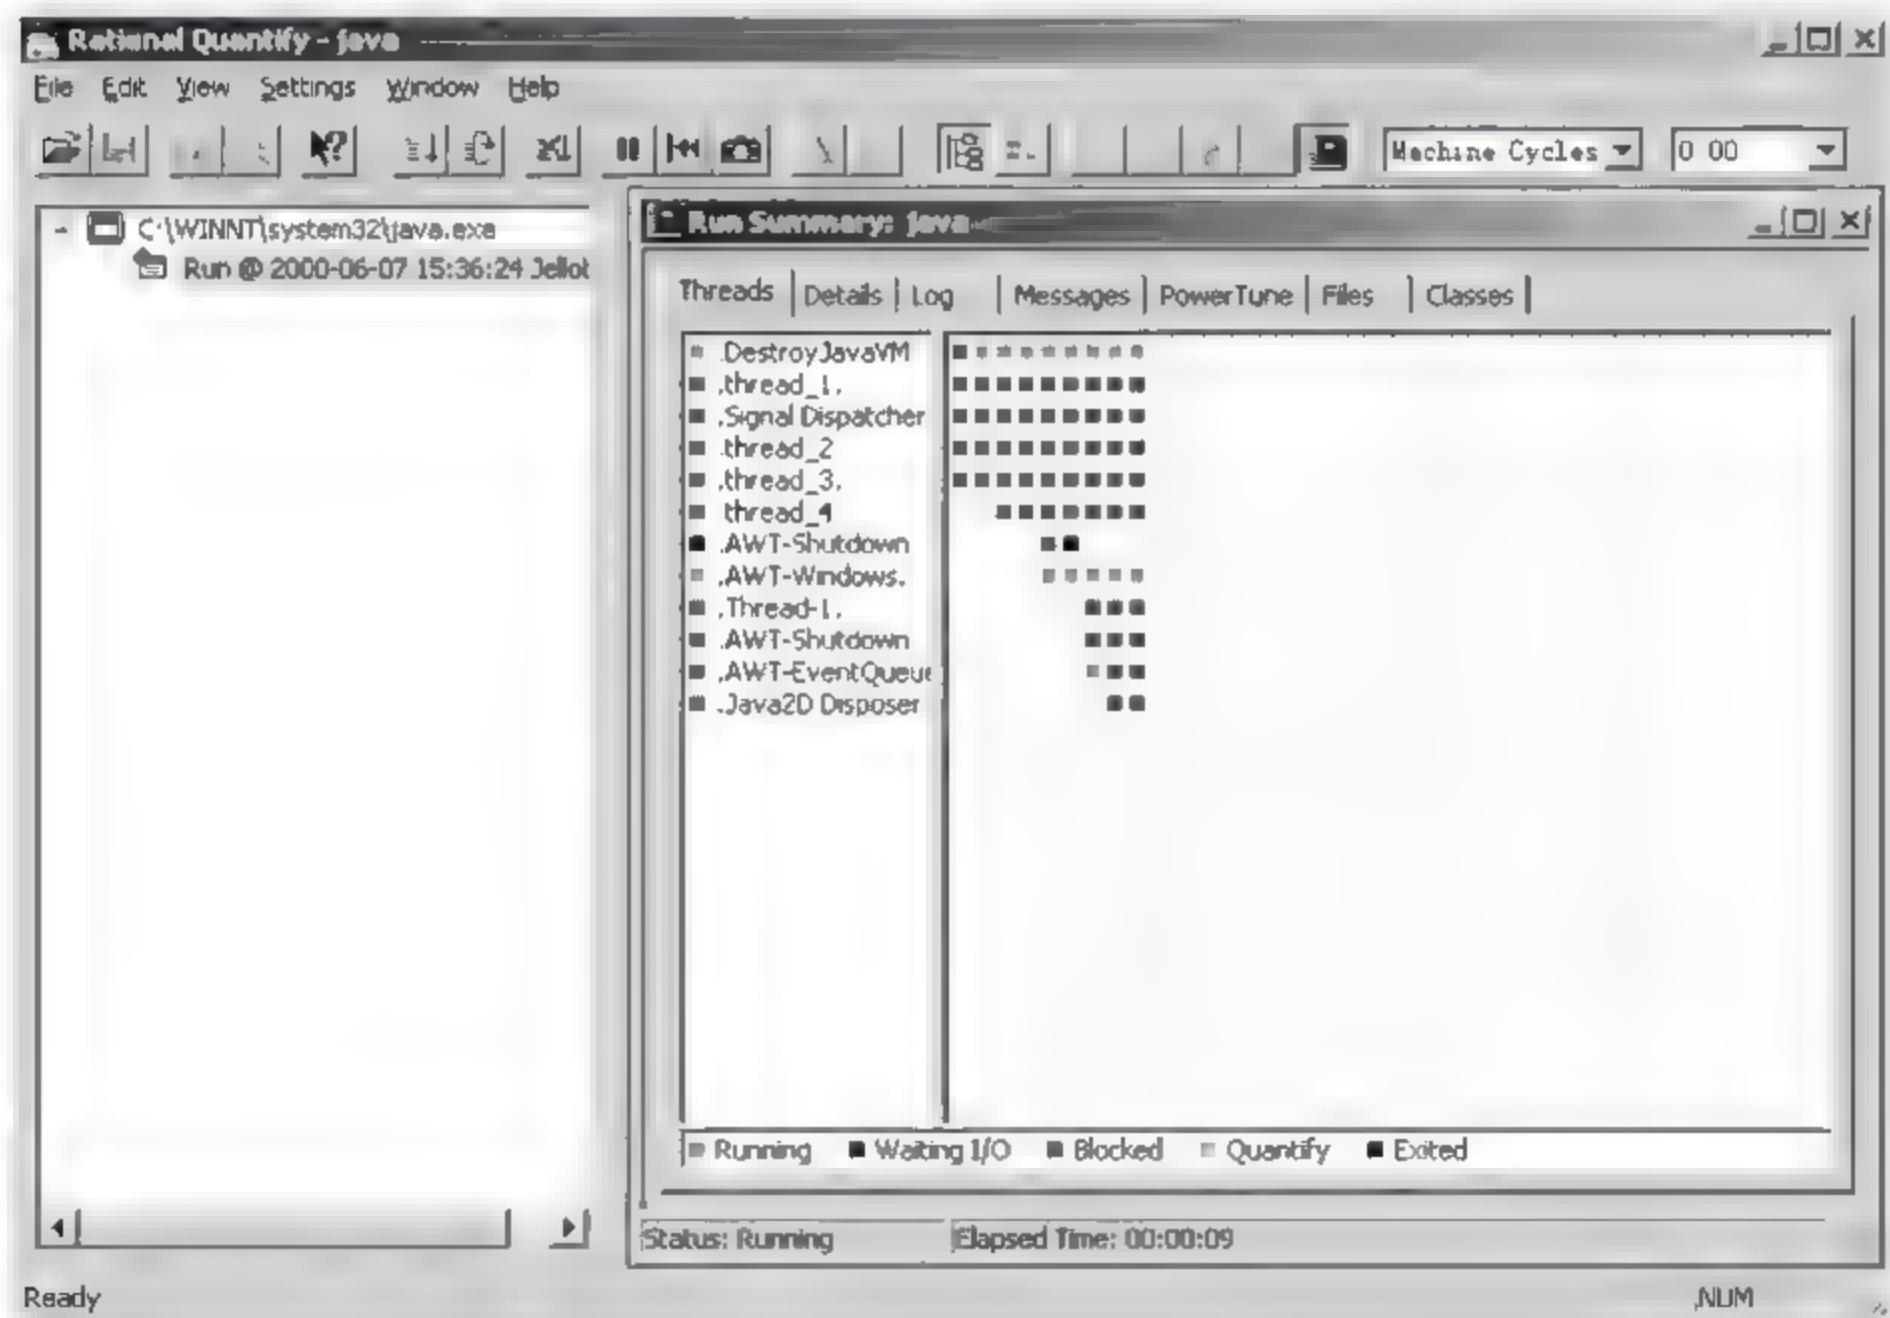 Rational Quantify - java
File Edit View Settings Window Help
Machine Cycles 0 00
C:\WINNT\system32\java.exe
Run @ 2000-06-07 15:36:24
Run Summary: java
Threads Details Log Messages PowerTune Files Classes
.DestroyJavaVM
.thread_1.
.Signal Dispatcher
.thread_2
.thread_3.
thread_4
.AWT-Shutdown
.AWT-Windows.
.Thread-1.
.AWT-Shutdown
.AWT-EventQueue
.Java2D Disposer
Running Waiting I/O Blocked Quantify Exited
Status: Running Elapsed Time: 00:00:09
Ready NUM